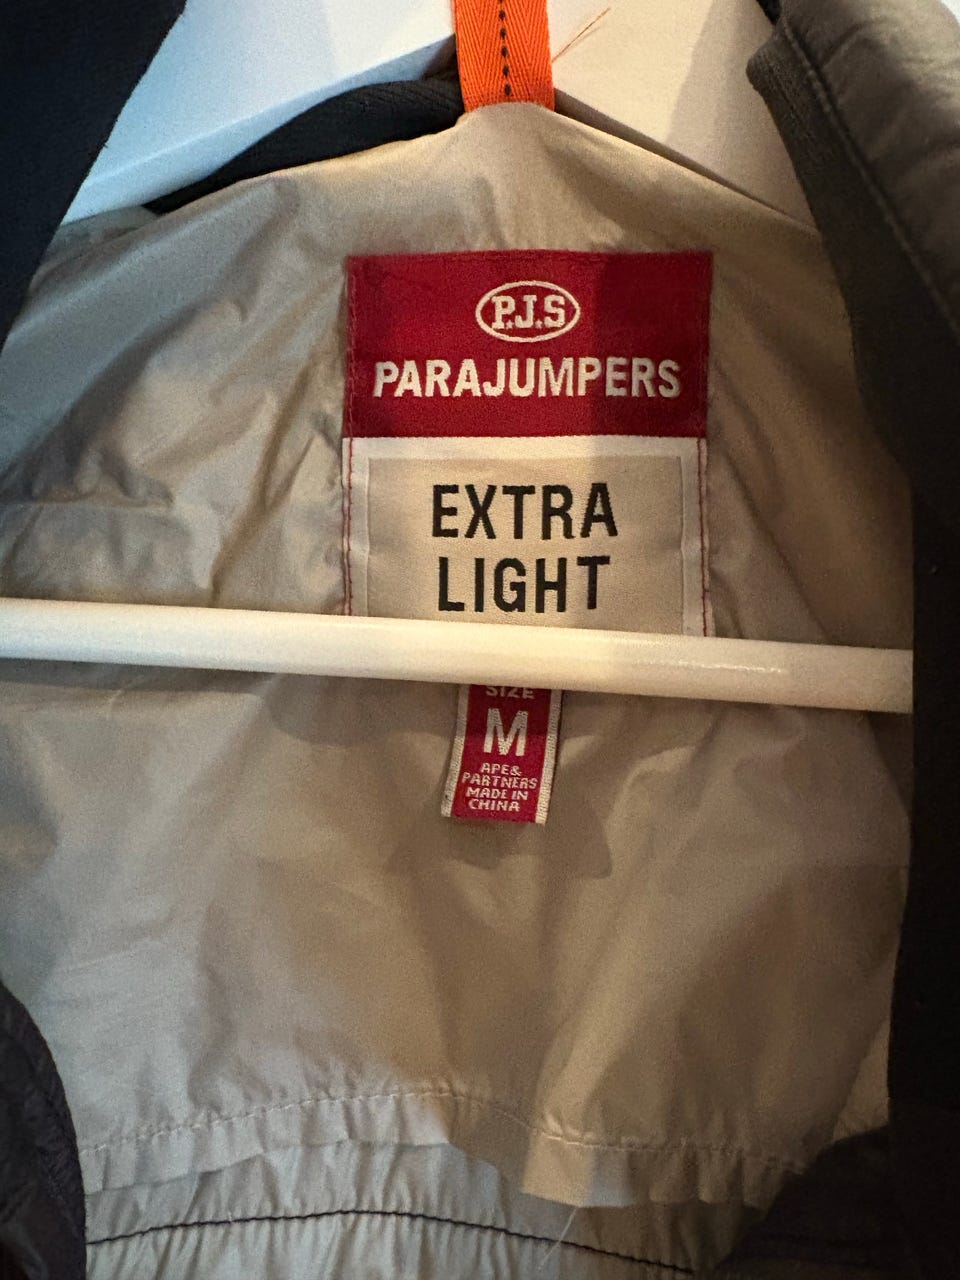 P.J.S
PARAJUMPERS
EXTRA
LIGHT
SIZE
M
APE&
PARTNERS
MADE IN
CHINA